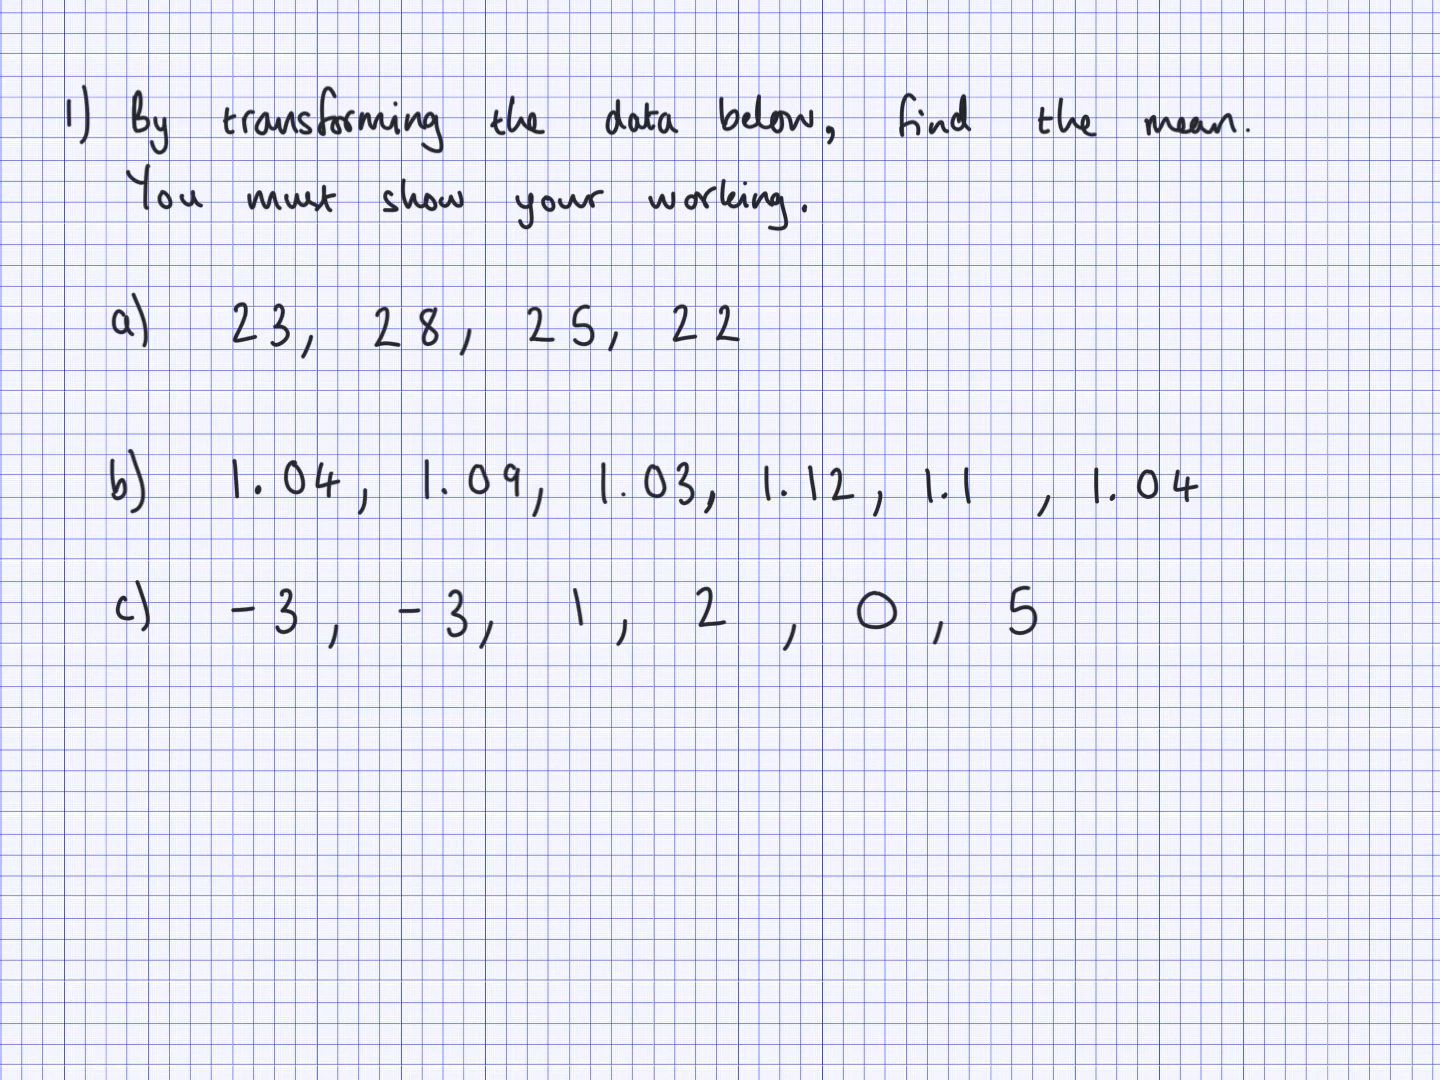 1) By transforming the data below, find the mean.
You must show your working.
a) 23, 28, 25, 22
b) 1.04, 1.09, 1.03, 1.12, 1.1 , 1.04
c) -3, -3, 1, 2, 0, 5